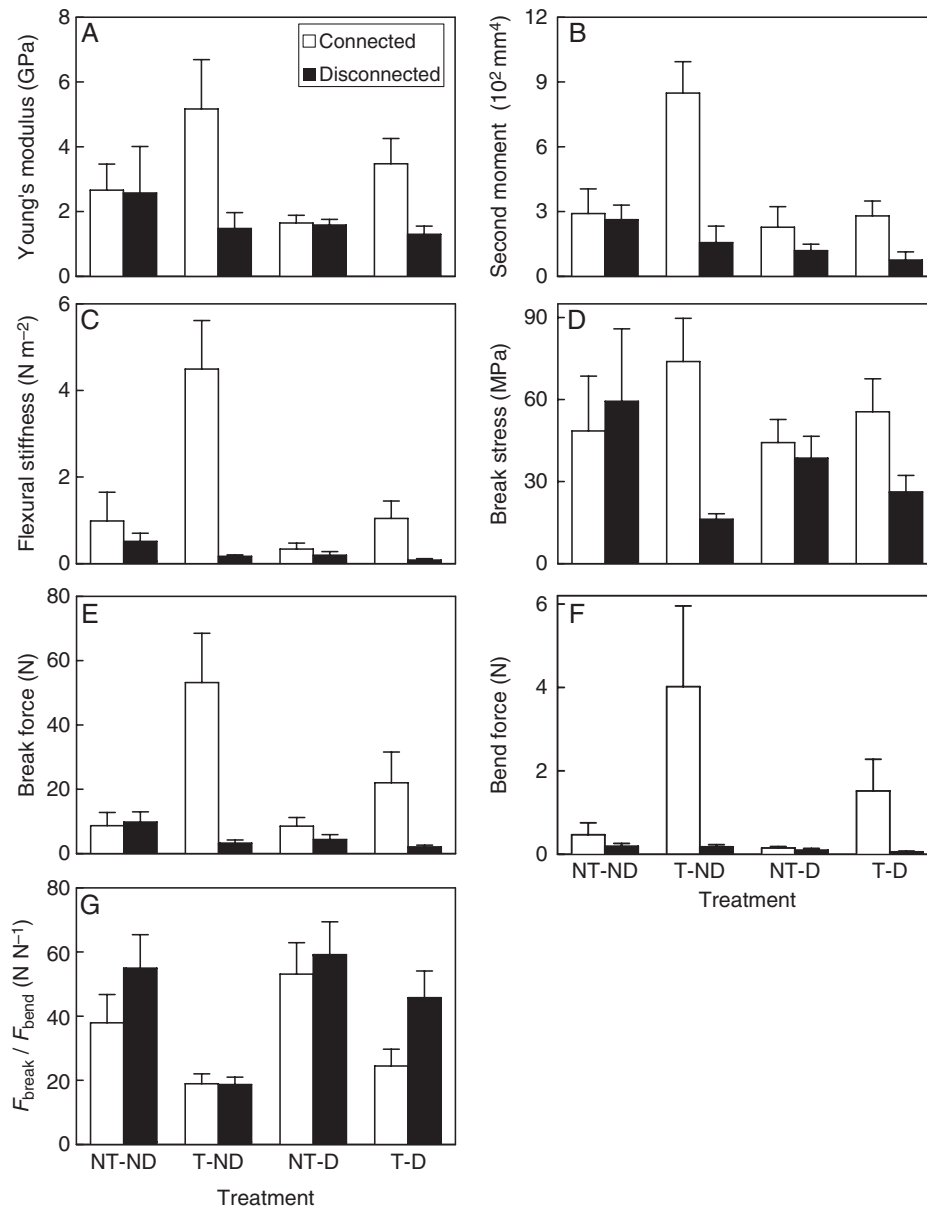 A
Young's modulus (GPa)
8
6
4
2
0
Connected
Disconnected
B
Second moment (10² mm⁴)
12
9
6
3
0
C
Flexural stiffness (N m⁻²)
6
4
2
0
D
Break stress (MPa)
90
60
30
0
E
Break force (N)
80
60
40
20
0
F
Bend force (N)
6
4
2
0
NT-ND T-ND NT-D T-D
Treatment
G
F_break / F_bend (N N⁻¹)
80
60
40
20
0
NT-ND T-ND NT-D T-D
Treatment